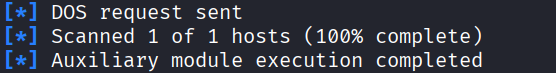 [*] DOS request sent
[*] Scanned 1 of 1 hosts (100% complete)
[*] Auxiliary module execution completed